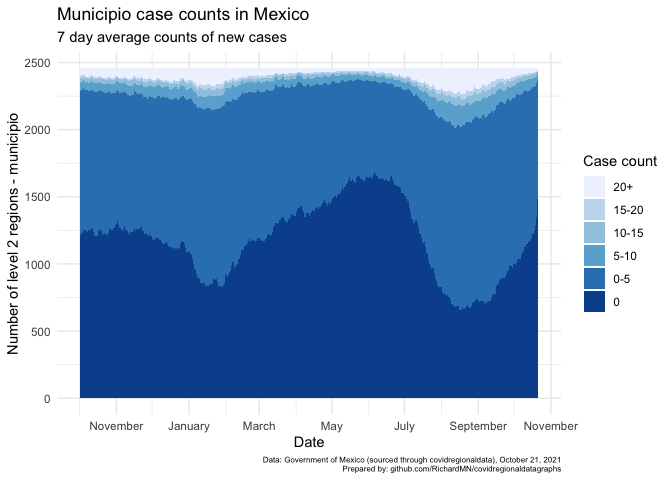 Municipio case counts in Mexico
7 day average counts of new cases
Number of level 2 regions - municipio
2500
2000
1500
1000
500
0
November
January
March
May
July
September
November
Date
Case count
20+
15-20
10-15
5-10
0-5
0
Data: Government of Mexico (sourced through covidregionaldata), October 21, 2021
Prepared by: github.com/RichardMN/covidregionaldatagraphs